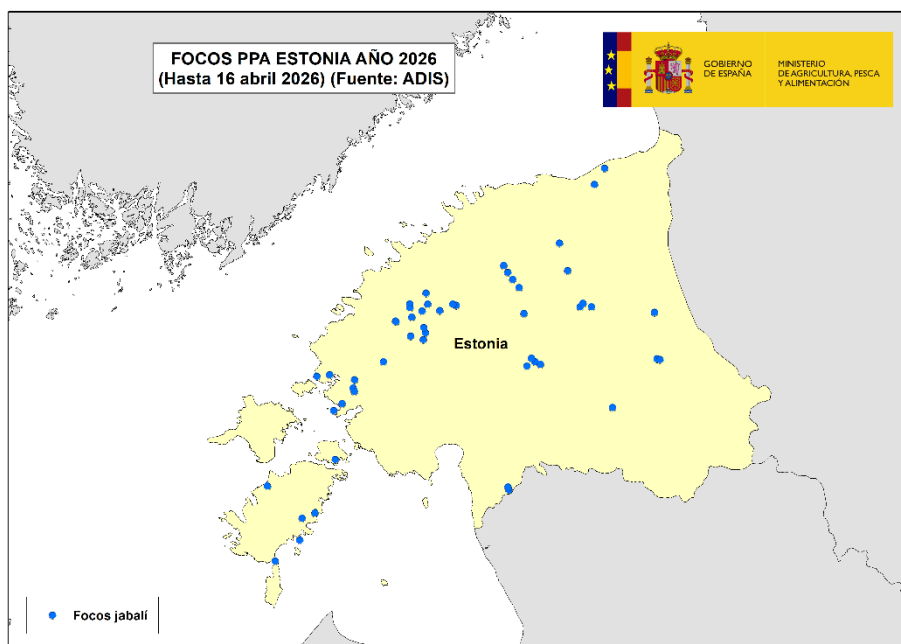 FOCOS PPA ESTONIA AÑO 2026
(Hasta 16 abril 2026) (Fuente: ADIS)
GOBIERNO
DE ESPAÑA
MINISTERIO
DE AGRICULTURA, PESCA
Y ALIMENTACIÓN
Estonia
Focos jabalí